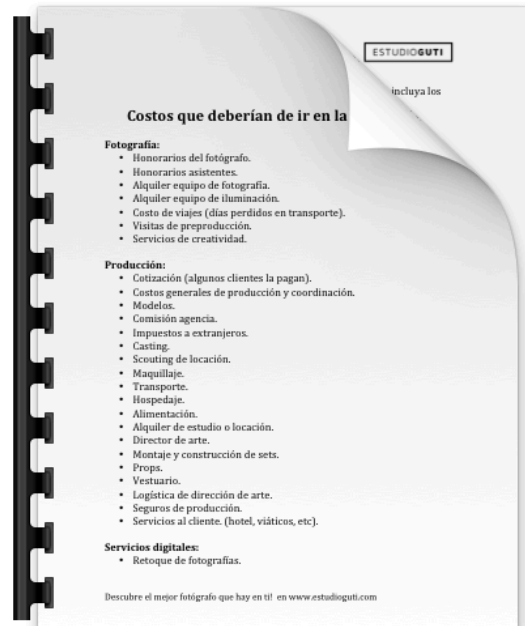 ESTUDIOGUTI
incluya los
Costos que deberían de ir en la
Fotografía:
• Honorarios del fotógrafo.
• Honorarios asistentes.
• Alquiler equipo de fotografía.
• Alquiler equipo de iluminación.
• Costo de viajes (días perdidos en transporte).
• Visitas de preproducción.
• Servicios de creatividad.
Producción:
• Cotización (algunos clientes la pagan).
• Costos generales de producción y coordinación.
• Modelos.
• Comisión agencia.
• Impuestos a extranjeros.
• Casting.
• Scouting de locación.
• Maquillaje.
• Transporte.
• Hospedaje.
• Alimentación.
• Alquiler de estudio o locación.
• Director de arte.
• Montaje y construcción de sets.
• Props.
• Vestuario.
• Logística de dirección de arte.
• Seguros de producción.
• Servicios al cliente. (hotel, viáticos, etc).
Servicios digitales:
• Retoque de fotografías.
Descubre el mejor fotógrafo que hay en ti! en www.estudioguti.com